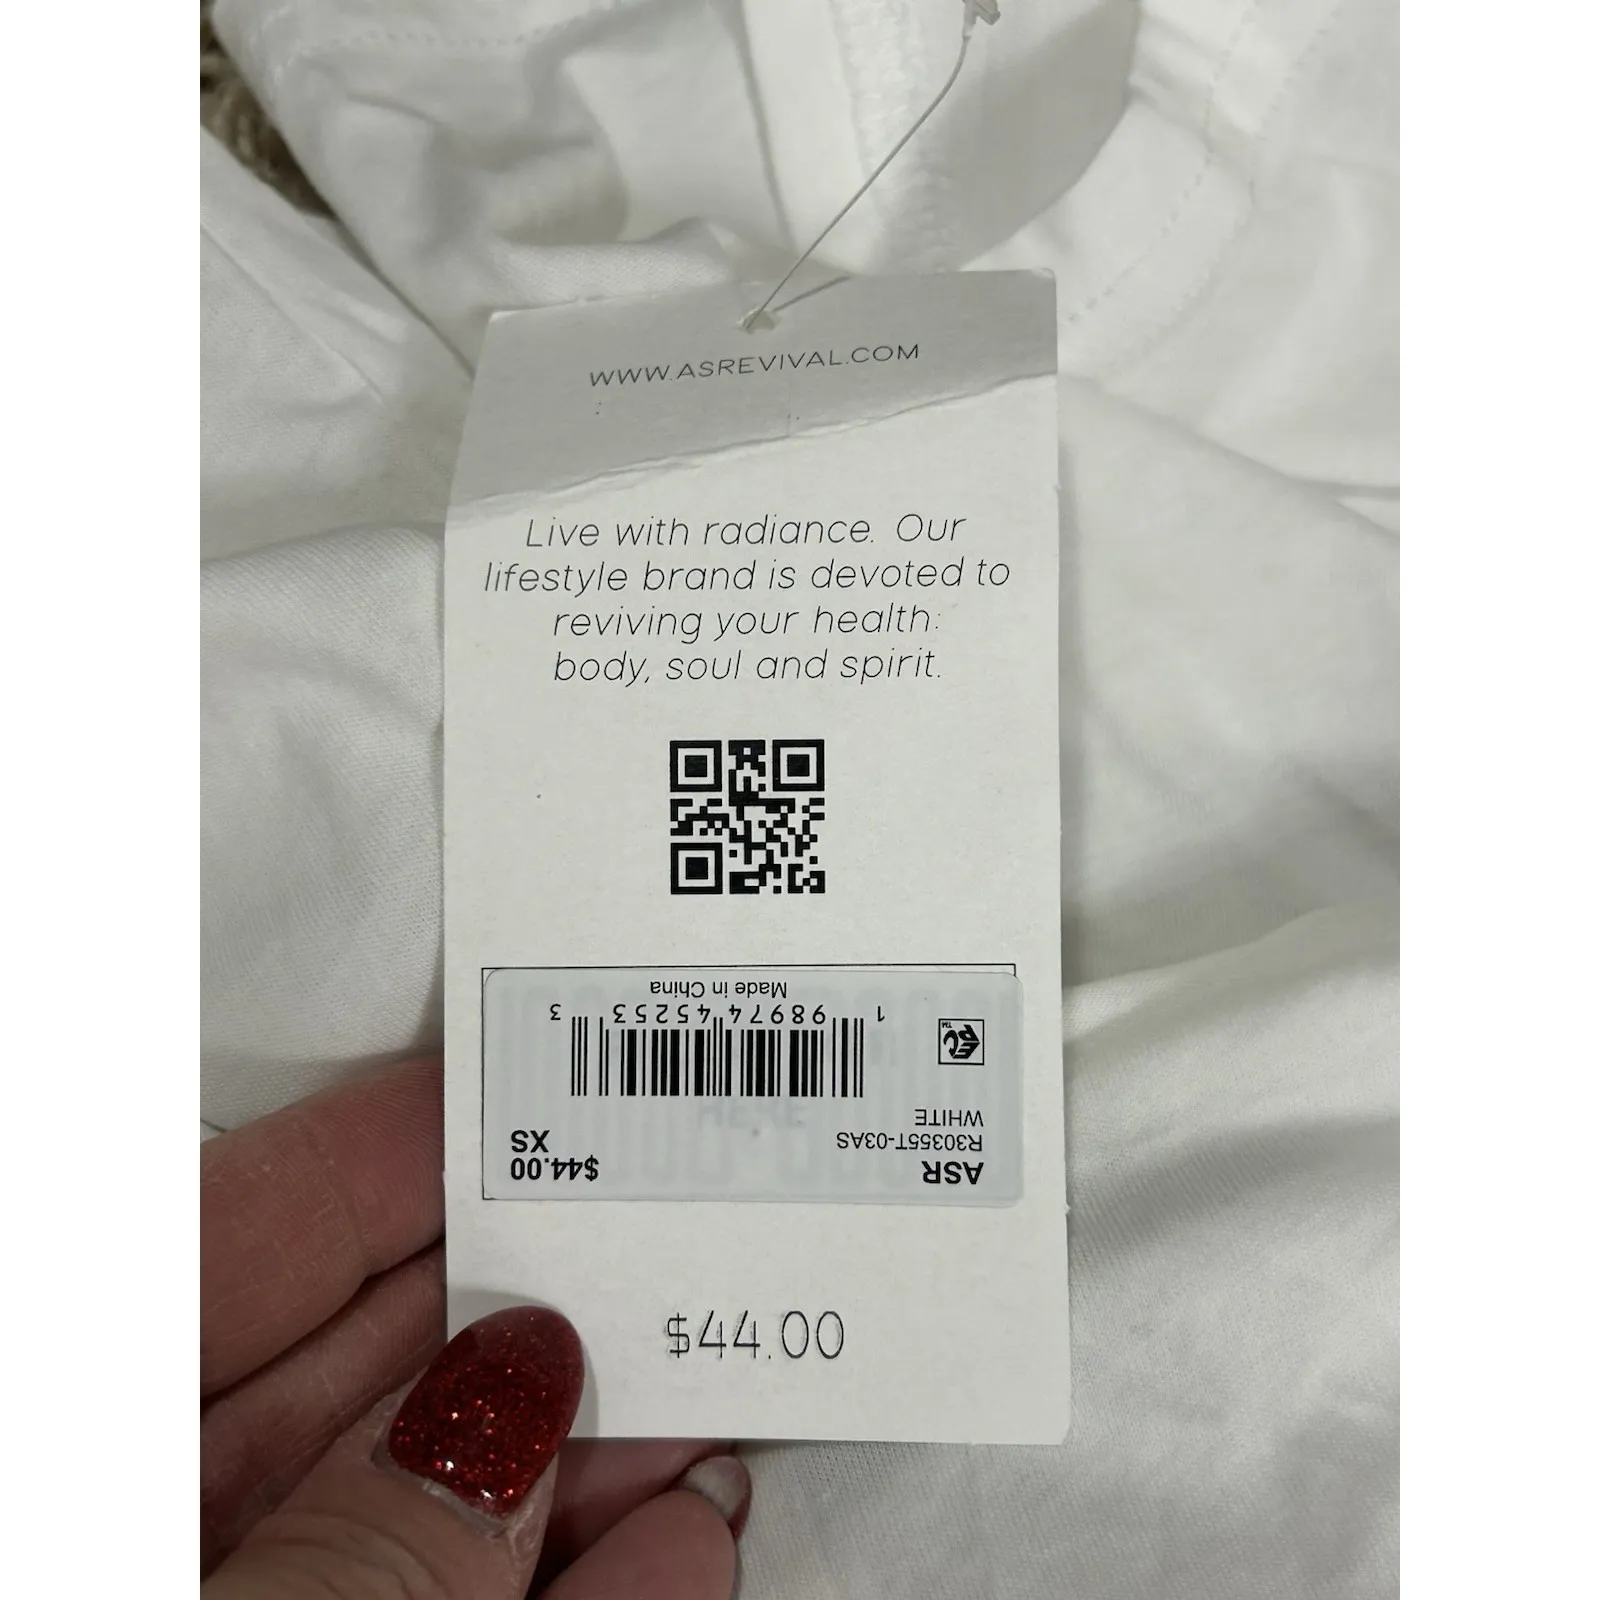 WWW.ASREVIVAL.COM
Live with radiance. Our
lifestyle brand is devoted to
reviving your health:
body, soul and spirit.
ASR $44.00
R30355T-03AS XS
WHITE
1 98974 45253 3
Made in China
$44.00